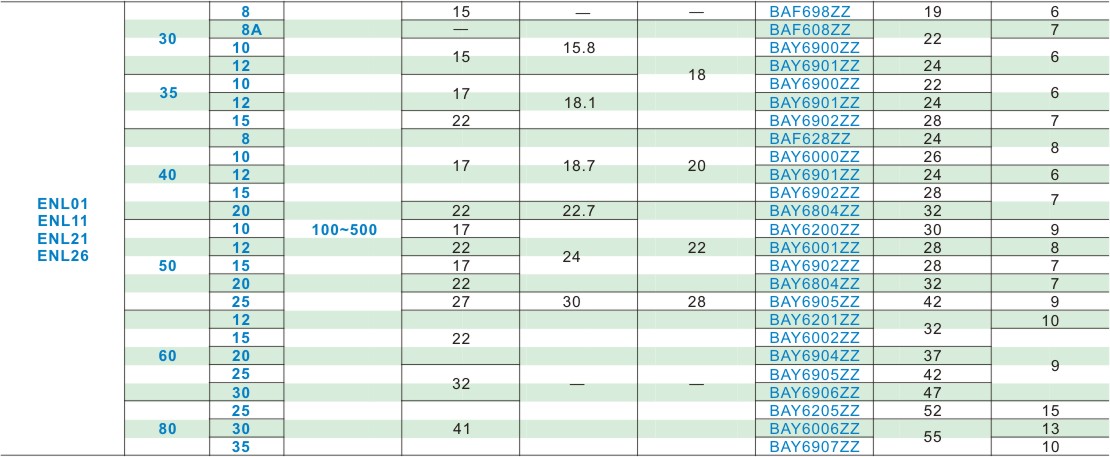 8 15 — — BAF698ZZ 19 6
30 8A — BAF608ZZ 22 7
10 15 15.8 BAY6900ZZ 6
12 18 BAY6901ZZ 24
35 10 17 BAY6900ZZ 22 6
12 18.1 BAY6901ZZ 24
15 22 BAY6902ZZ 28 7
8 BAF628ZZ 24 8
10 17 18.7 20 BAY6000ZZ 26
40 12 BAY6901ZZ 24 6
15 BAY6902ZZ 28 7
20 22 22.7 BAY6804ZZ 32
ENL01
ENL11
ENL21
ENL26
10 100~500 17 BAY6200ZZ 30 9
12 22 24 22 BAY6001ZZ 28 8
50 15 17 BAY6902ZZ 28 7
20 22 BAY6804ZZ 32 7
25 27 30 28 BAY6905ZZ 42 9
12 BAY6201ZZ 32 10
15 22 BAY6002ZZ
60 20 BAY6904ZZ 37 9
25 32 — — BAY6905ZZ 42
30 BAY6906ZZ 47
25 BAY6205ZZ 52 15
80 30 41 BAY6006ZZ 55 13
35 BAY6907ZZ 10